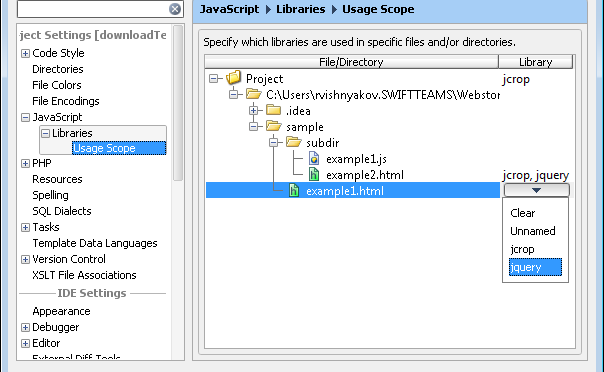 JavaScript Libraries Usage Scope
ject Settings [downloadTe
Code Style
Directories
File Colors
File Encodings
JavaScript
Libraries
Usage Scope
PHP
Resources
Spelling
SQL Dialects
Tasks
Template Data Languages
Version Control
XSLT File Associations
IDE Settings
Appearance
Debugger
Editor
External Diff Tools
Specify which libraries are used in specific files and/or directories.
File/Directory Library
Project jcrop
C:\Users\rvishnyakov.SWIFTTEAMS\Webstor
.idea
sample
subdir
example1.js
example2.html jcrop, jquery
example1.html
Clear
Unnamed
jcrop
jquery